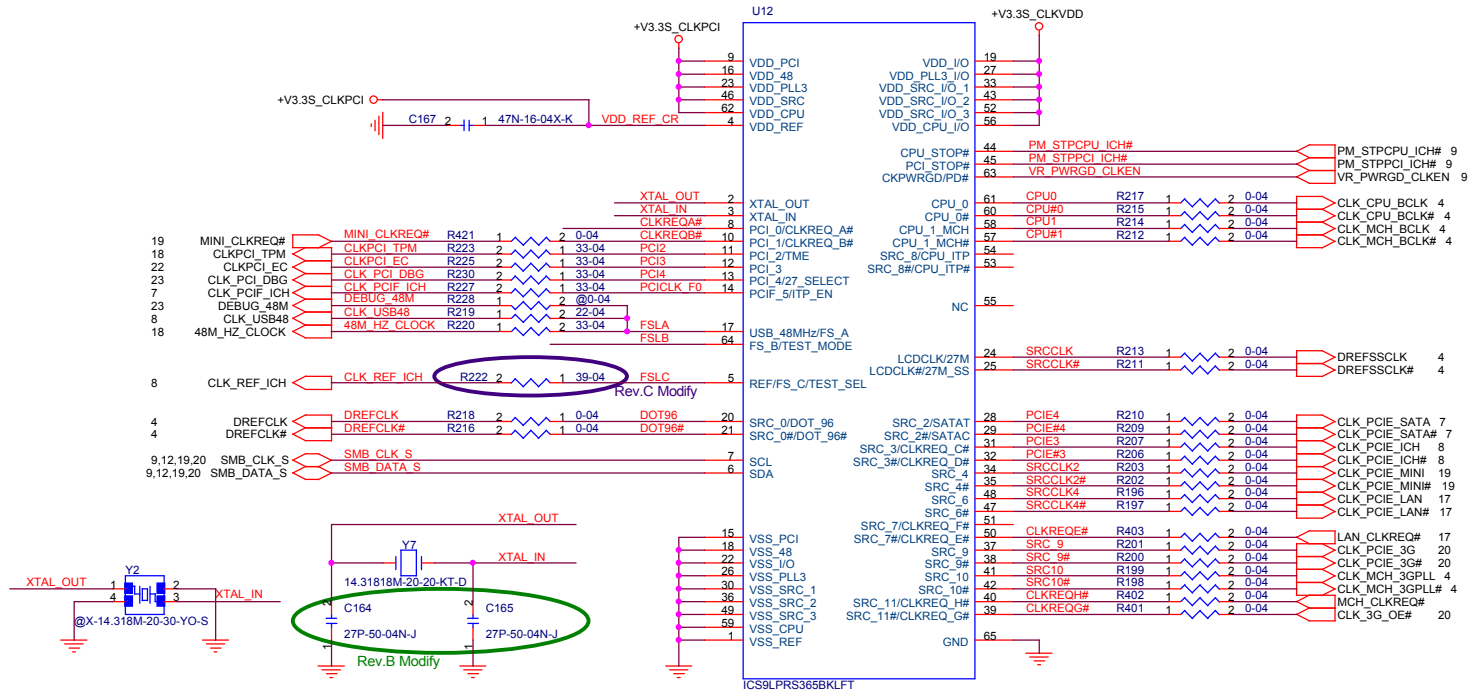 U12
+V3.3S_CLKPCI
+V3.3S_CLKVDD
+V3.3S_CLKPCI
C167 2 1 47N-16-04X-K VDD_REF_CR
9 VDD_PCI
16 VDD_48
23 VDD_PLL3
46 VDD_SRC
62 VDD_CPU
4 VDD_REF
VDD_I/O 19
VDD_PLL3_I/O 27
VDD_SRC_I/O_1 33
VDD_SRC_I/O_2 43
VDD_SRC_I/O_3 52
VDD_CPU_I/O 56
CPU_STOP# 44 PM_STPCPU_ICH# PM_STPCPU_ICH# 9
PCI_STOP# 45 PM_STPPCI_ICH# PM_STPPCI_ICH# 9
CKPWRGD/PD# 63 VR_PWRGD_CLKEN VR_PWRGD_CLKEN 9
XTAL_OUT 2 XTAL_OUT
XTAL_IN 3 XTAL_IN
CLKREQA# 8 PCI_0/CLKREQ_A#
19 MINI_CLKREQ# MINI_CLKREQ# R421 1 2 0-04 CLKREQB# 10 PCI_1/CLKREQ_B#
18 CLKPCI_TPM CLKPCI_TPM R223 2 1 33-04 PCI2 11 PCI_2/TME
22 CLKPCI_EC CLKPCI_EC R225 2 1 33-04 PCI3 12 PCI_3
23 CLK_PCI_DBG CLK_PCI_DBG R230 2 1 33-04 PCI4 13 PCI_4/27_SELECT
7 CLK_PCIF_ICH CLK_PCIF_ICH R227 2 1 33-04 PCICLK_F0 14 PCIF_5/ITP_EN
23 DEBUG_48M DEBUG_48M R228 1 2 @0-04
8 CLK_USB48 CLK_USB48 R219 2 1 22-04
18 48M_HZ_CLOCK 48M_HZ_CLOCK R220 1 2 33-04 FSLA 17 USB_48MHz/FS_A
FSLB 64 FS_B/TEST_MODE
8 CLK_REF_ICH CLK_REF_ICH R222 2 1 39-04 FSLC 5 REF/FS_C/TEST_SEL
Rev.C Modify
4 DREFCLK DREFCLK R218 2 1 0-04 DOT96 20 SRC_0/DOT_96
4 DREFCLK# DREFCLK# R216 2 1 0-04 DOT96# 21 SRC_0#/DOT_96#
9,12,19,20 SMB_CLK_S SMB_CLK_S 7 SCL
9,12,19,20 SMB_DATA_S SMB_DATA_S 6 SDA
CPU_0 61 CPU0 R217 1 2 0-04 CLK_CPU_BCLK 4
CPU_0# 60 CPU#0 R215 1 2 0-04 CLK_CPU_BCLK# 4
CPU_1_MCH 58 CPU1 R214 1 2 0-04 CLK_MCH_BCLK 4
CPU_1_MCH# 57 CPU#1 R212 1 2 0-04 CLK_MCH_BCLK# 4
SRC_8/CPU_ITP 54
SRC_8#/CPU_ITP# 53
NC 55
LCDCLK/27M 24 SRCCLK R213 1 2 0-04 DREFSSCLK 4
LCDCLK#/27M_SS 25 SRCCLK# R211 1 2 0-04 DREFSSCLK# 4
SRC_2/SATAT 28 PCIE4 R210 1 2 0-04 CLK_PCIE_SATA 7
SRC_2#/SATAC 29 PCIE#4 R209 1 2 0-04 CLK_PCIE_SATA# 7
SRC_3/CLKREQ_C# 31 PCIE3 R207 1 2 0-04 CLK_PCIE_ICH 8
SRC_3#/CLKREQ_D# 32 PCIE#3 R206 1 2 0-04 CLK_PCIE_ICH# 8
SRC_4 34 SRCCLK2 R203 1 2 0-04 CLK_PCIE_MINI 19
SRC_4# 35 SRCCLK2# R202 1 2 0-04 CLK_PCIE_MINI# 19
SRC_6 48 SRCCLK4 R196 1 2 0-04 CLK_PCIE_LAN 17
SRC_6# 47 SRCCLK4# R197 1 2 0-04 CLK_PCIE_LAN# 17
SRC_7/CLKREQ_F# 51
SRC_7#/CLKREQ_E# 50 CLKREQE# R403 1 2 0-04 LAN_CLKREQ# 17
SRC_9 37 SRC_9 R201 1 2 0-04 CLK_PCIE_3G 20
SRC_9# 38 SRC_9# R200 1 2 0-04 CLK_PCIE_3G# 20
SRC_10 41 SRC10 R199 1 2 0-04 CLK_MCH_3GPLL 4
SRC_10# 42 SRC10# R198 1 2 0-04 CLK_MCH_3GPLL# 4
SRC_11/CLKREQ_H# 40 CLKREQH# R402 1 2 0-04 MCH_CLKREQ#
SRC_11#/CLKREQ_G# 39 CLKREQG# R401 1 2 0-04 CLK_3G_OE# 20
GND 65
15 VSS_PCI
18 VSS_48
22 VSS_I/O
26 VSS_PLL3
30 VSS_SRC_1
36 VSS_SRC_2
49 VSS_SRC_3
59 VSS_CPU
1 VSS_REF
ICS9LPRS365BKLFT
XTAL_OUT
Y7
XTAL_IN
14.31818M-20-20-KT-D
2 C164 1 27P-50-04N-J
2 C165 1 27P-50-04N-J
Rev.B Modify
Y2
XTAL_OUT 1 2
4 3 XTAL_IN
@X-14.318M-20-30-YO-S